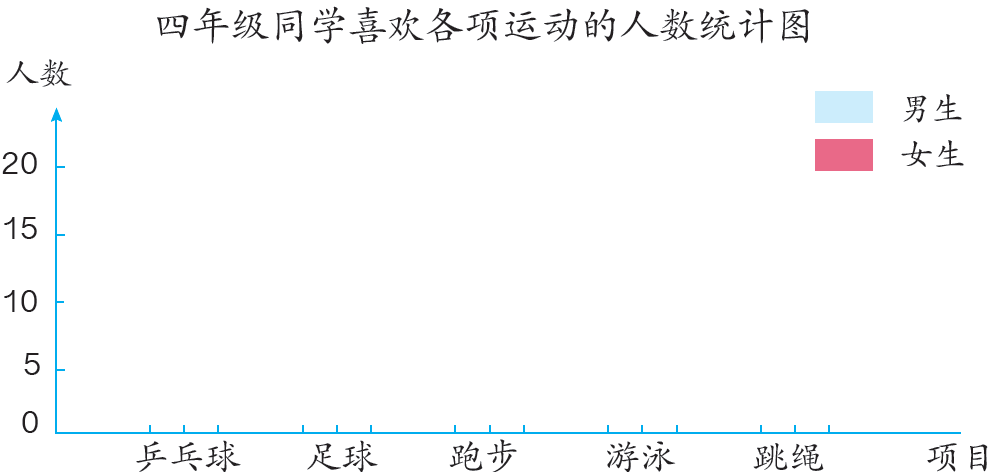 四年级同学喜欢各项运动的人数统计图
人数
男生
女生
20
15
10
5
0
乒乓球 足球 跑步 游泳 跳绳 项目